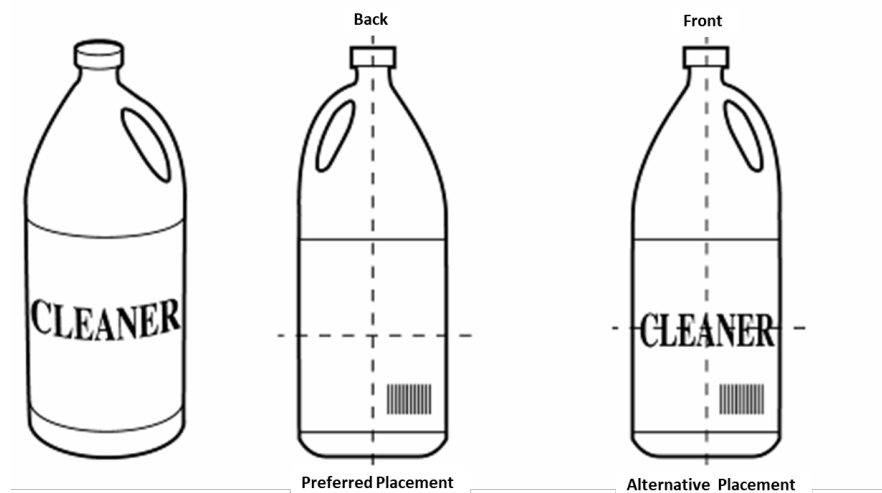 Back
Front
CLEANER
CLEANER
Preferred Placement
Alternative Placement